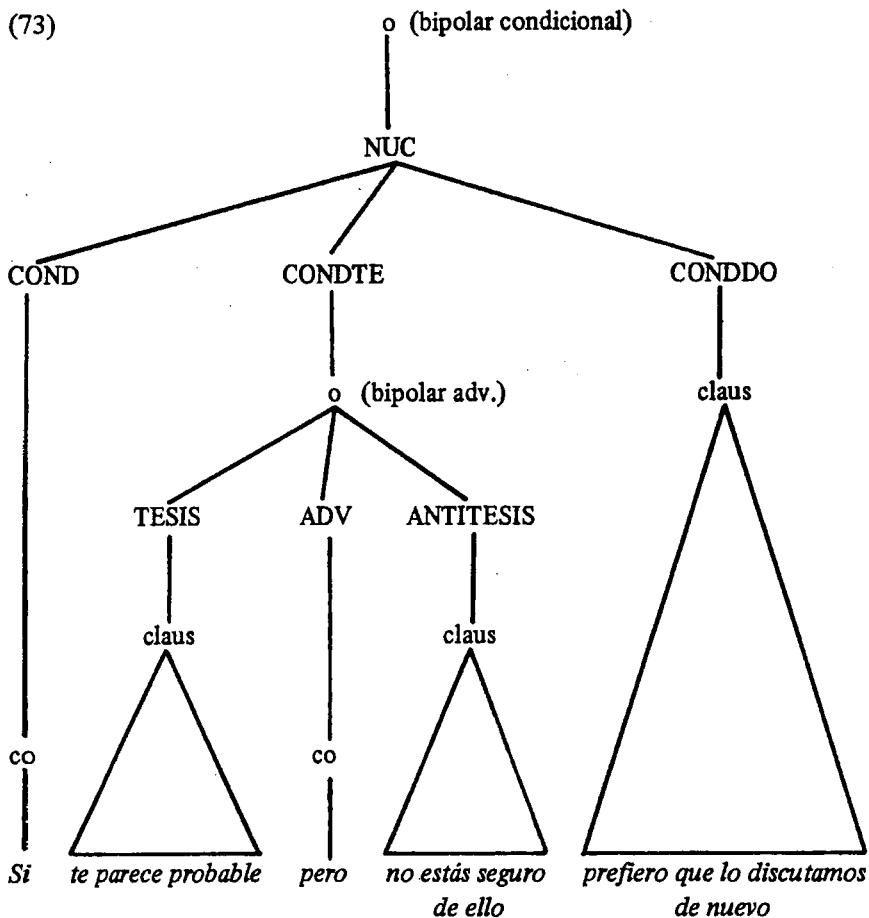 (73)
o (bipolar condicional)
NUC
COND CONDTE CONDDO
o (bipolar adv.) claus
TESIS ADV ANTITESIS
claus claus
co co
Si te parece probable pero no estás seguro prefiero que lo discutamos
de ello de nuevo